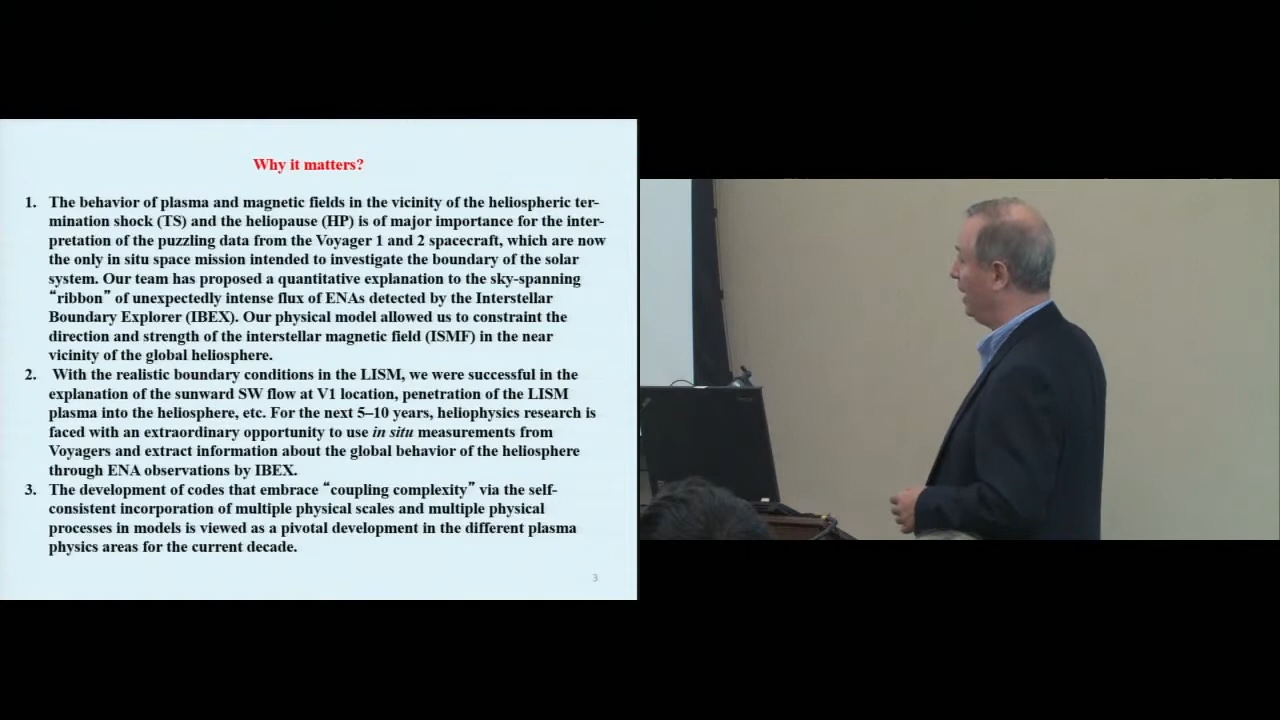 Why it matters?
1. The behavior of plasma and magnetic fields in the vicinity of the heliospheric ter-
mination shock (TS) and the heliopause (HP) is of major importance for the inter-
pretation of the puzzling data from the Voyager 1 and 2 spacecraft, which are now
the only in situ space mission intended to investigate the boundary of the solar
system. Our team has proposed a quantitative explanation to the sky-spanning
“ribbon” of unexpectedly intense flux of ENAs detected by the Interstellar
Boundary Explorer (IBEX). Our physical model allowed us to constraint the
direction and strength of the interstellar magnetic field (ISMF) in the near
vicinity of the global heliosphere.
2. With the realistic boundary conditions in the LISM, we were successful in the
explanation of the sunward SW flow at V1 location, penetration of the LISM
plasma into the heliosphere, etc. For the next 5–10 years, heliophysics research is
faced with an extraordinary opportunity to use in situ measurements from
Voyagers and extract information about the global behavior of the heliosphere
through ENA observations by IBEX.
3. The development of codes that embrace “coupling complexity” via the self-
consistent incorporation of multiple physical scales and multiple physical
processes in models is viewed as a pivotal development in the different plasma
physics areas for the current decade.
3